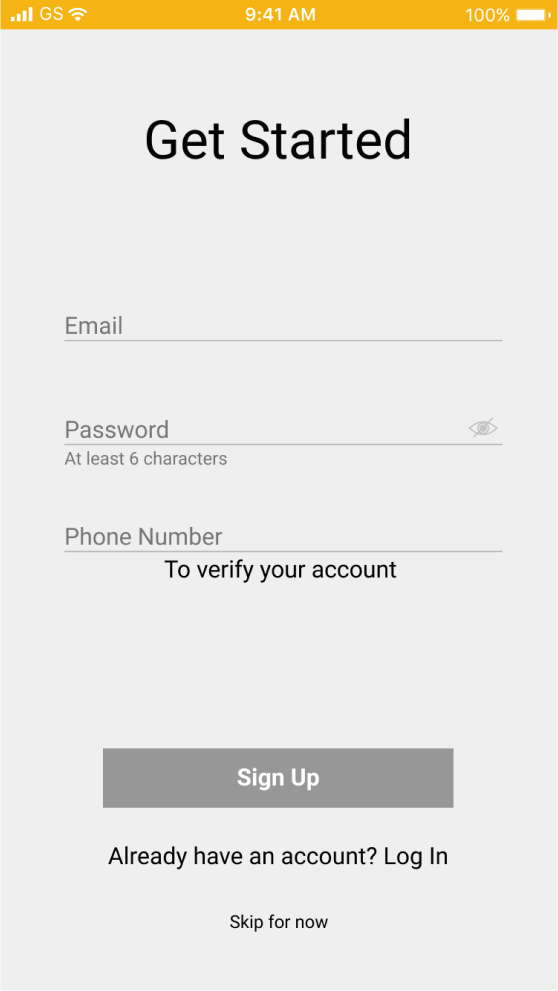 GS 9:41 AM 100%
Get Started
Email
Password
At least 6 characters
Phone Number
To verify your account
Sign Up
Already have an account? Log In
Skip for now